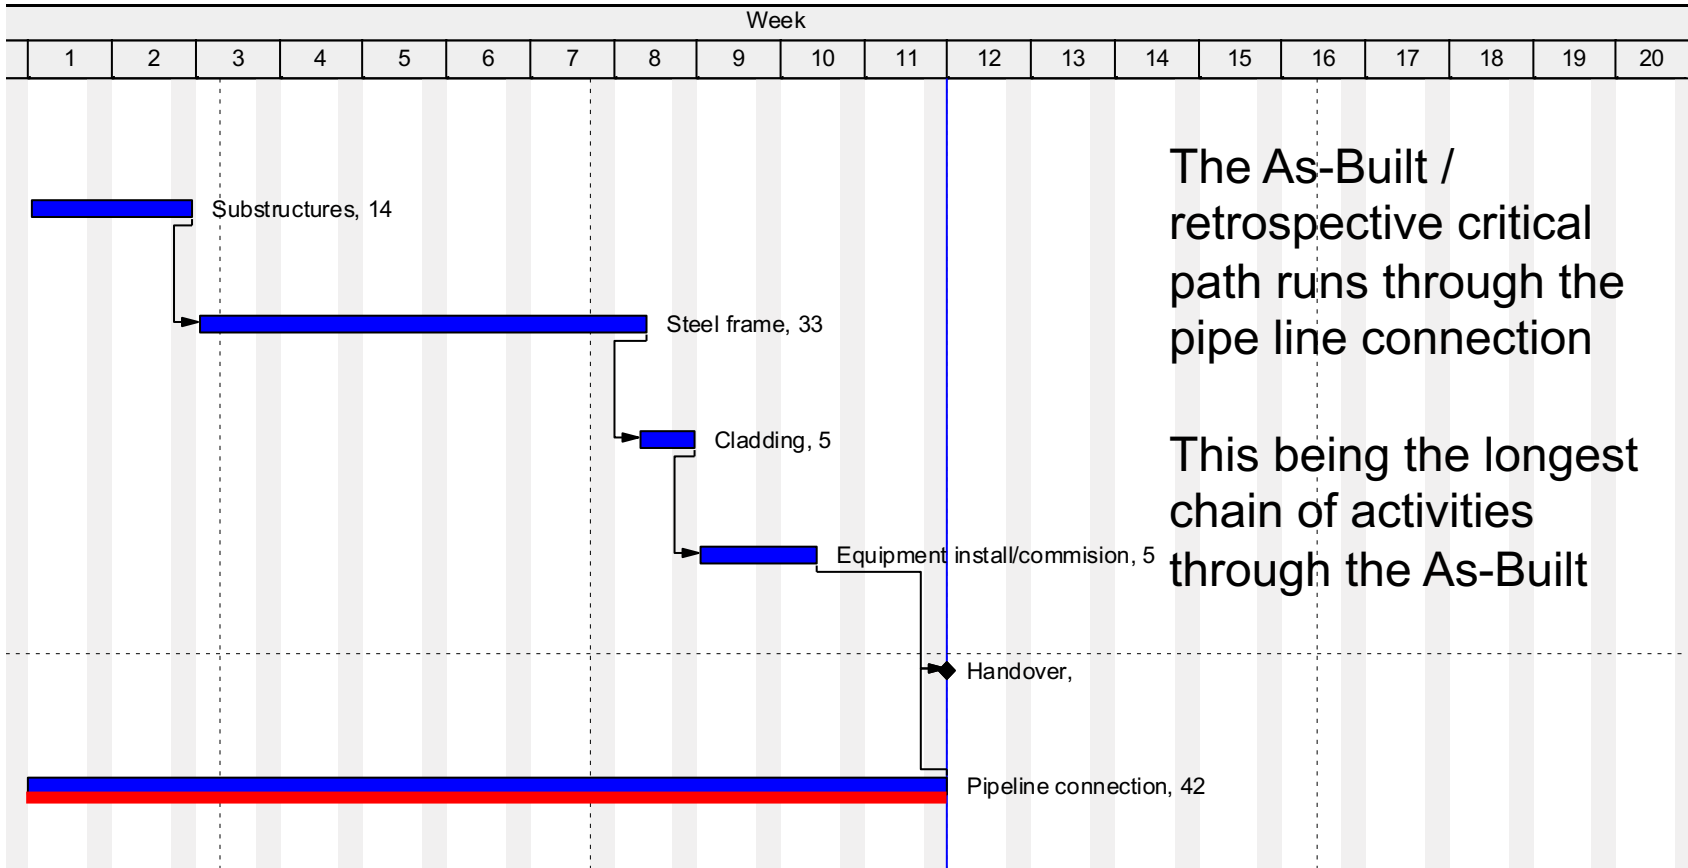 Week
1 2 3 4 5 6 7 8 9 10 11 12 13 14 15 16 17 18 19 20
The As-Built /
retrospective critical
path runs through the
pipe line connection
This being the longest
chain of activities
through the As-Built
Substructures, 14
Steel frame, 33
Cladding, 5
Equipment install/commision, 5
Handover,
Pipeline connection, 42